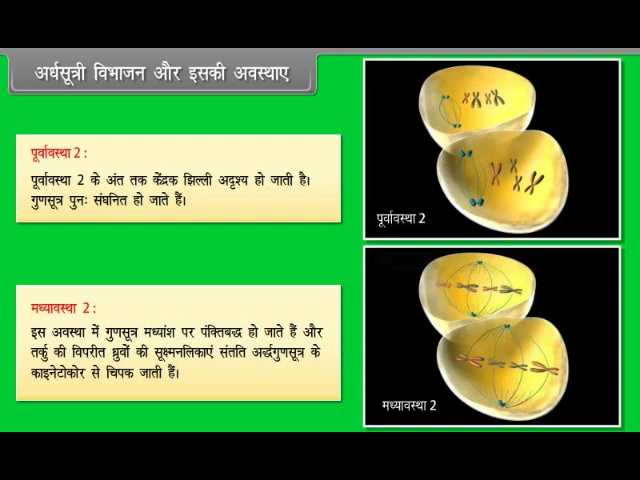 अर्धसूत्री विभाजन और इसकी अवस्थाए
पूर्वावस्था 2 :
पूर्वावस्था 2 के अंत तक केंद्रक झिल्ली अदृश्य हो जाती है।
गुणसूत्र पुनः संघनित हो जाते हैं।
पूर्वावस्था 2
मध्यावस्था 2 :
इस अवस्था में गुणसूत्र मध्यांश पर पंक्तिबद्ध हो जाते हैं और
तर्कु की विपरीत ध्रुवों की सूक्ष्मनलिकाएं संतति अर्द्धगुणसूत्र के
काइनेटोकोर से चिपक जाती हैं।
मध्यावस्था 2